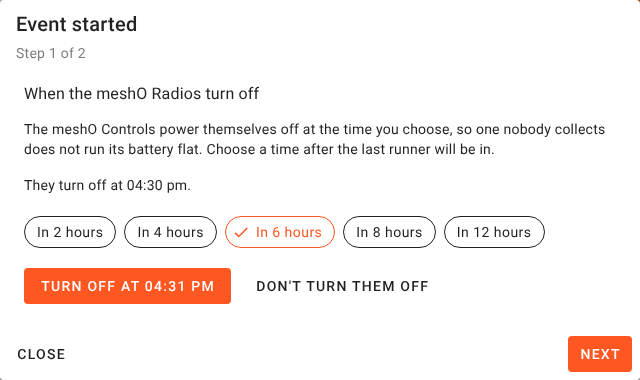 Event started
Step 1 of 2
When the meshO Radios turn off
The meshO Controls power themselves off at the time you choose, so one nobody collects
does not run its battery flat. Choose a time after the last runner will be in.
They turn off at 04:30 pm.
In 2 hours In 4 hours In 6 hours In 8 hours In 12 hours
TURN OFF AT 04:31 PM DON'T TURN THEM OFF
CLOSE NEXT